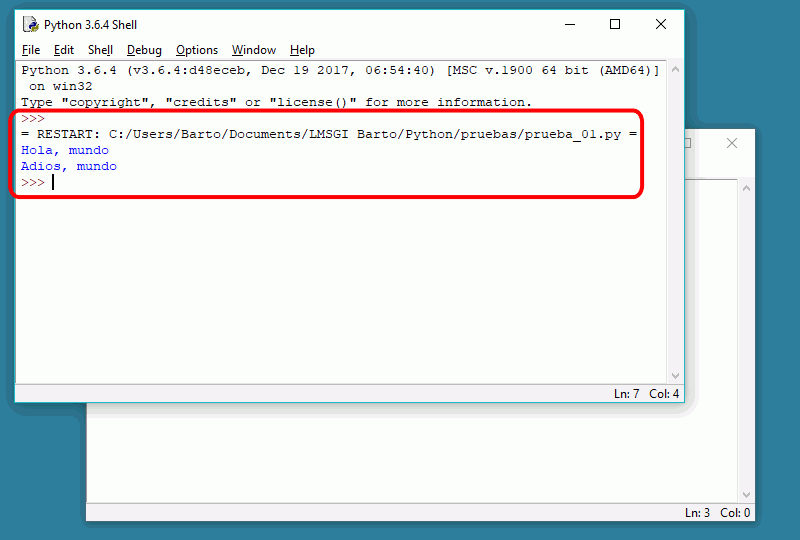 Python 3.6.4 Shell
File Edit Shell Debug Options Window Help
Python 3.6.4 (v3.6.4:d48eceb, Dec 19 2017, 06:54:40) [MSC v.1900 64 bit (AMD64)]
 on win32
Type "copyright", "credits" or "license()" for more information.
>>>
= RESTART: C:/Users/Barto/Documents/LMSGI Barto/Python/pruebas/prueba_01.py =
Hola, mundo
Adios, mundo
>>>
Ln: 7 Col: 4
Ln: 3 Col: 0